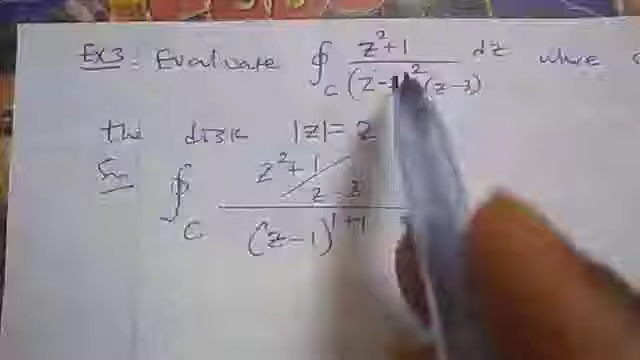 Ex3: Evaluate ∮_C (z²+1)/((z-1)²(z-3)) dz where
the disk |z|=2
Sn ∮_C ((z²+1)/(z-3))/(z-1)^(1+1)